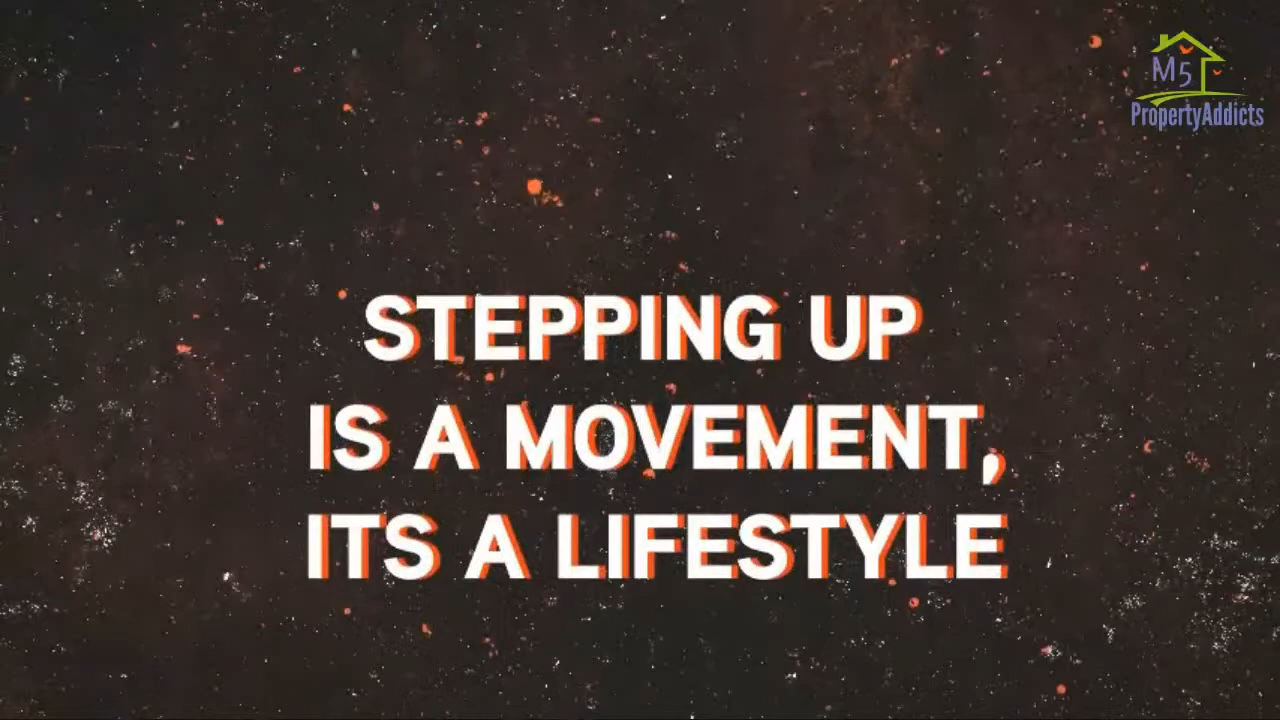 M5
PropertyAddicts
STEPPING UP
IS A MOVEMENT,
ITS A LIFESTYLE